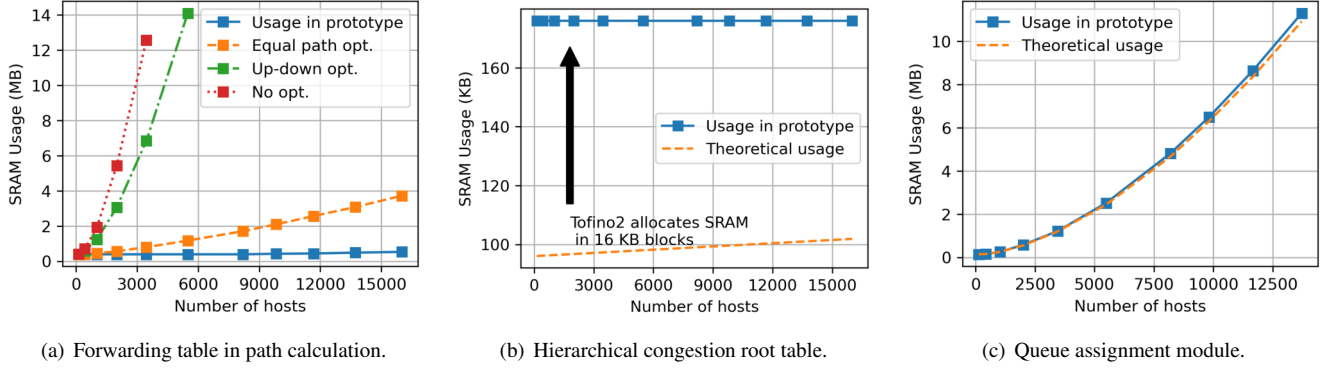 14
12
10
8
6
4
2
0
SRAM Usage (MB)
Usage in prototype
Equal path opt.
Up-down opt.
No opt.
0
3000
6000
9000
12000
15000
Number of hosts
(a) Forwarding table in path calculation.
160
140
120
100
SRAM Usage (KB)
Usage in prototype
Theoretical usage
Tofino2 allocates SRAM
in 16 KB blocks
0
3000
6000
9000
12000
15000
Number of hosts
(b) Hierarchical congestion root table.
10
8
6
4
2
0
SRAM Usage (MB)
Usage in prototype
Theoretical usage
0
2500
5000
7500
10000
12500
Number of hosts
(c) Queue assignment module.